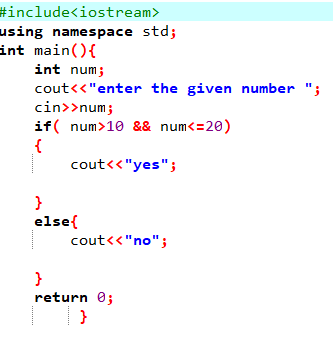 #include<iostream>
using namespace std;
int main(){
    int num;
    cout<<"enter the given number ";
    cin>>num;
    if( num>10 && num<=20)
    {
        cout<<"yes";
    }
    else{
        cout<<"no";
    }
    return 0;
         }